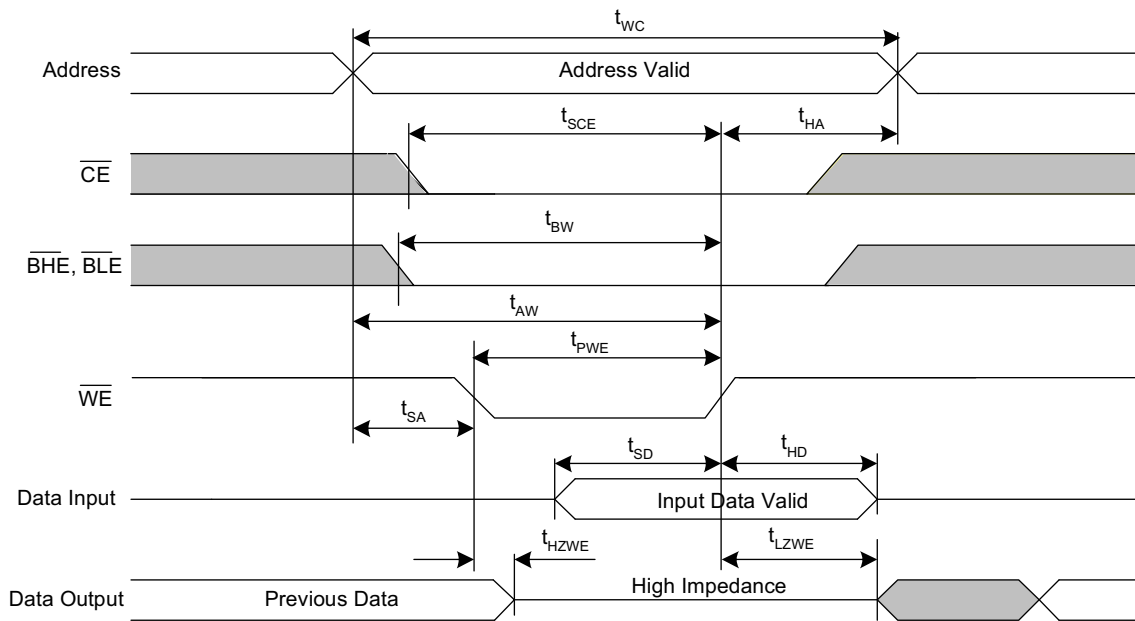 tWC
Address
Address Valid
tSCE
tHA
CE
tBW
BHE, BLE
tAW
tPWE
WE
tSA
tSD
tHD
Data Input
Input Data Valid
tHZWE
tLZWE
High Impedance
Data Output
Previous Data